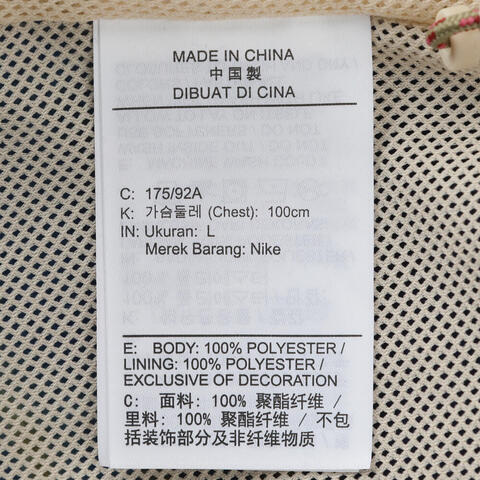 MADE IN CHINA
中国製
DIBUAT DI CINA
C: 175/92A
K: 가슴둘레 (Chest): 100cm
IN: Ukuran: L
Merek Barang: Nike
E: BODY: 100% POLYESTER /
LINING: 100% POLYESTER /
EXCLUSIVE OF DECORATION
C: 面料: 100% 聚酯纤维 /
里料: 100% 聚酯纤维 / 不包
括装饰部分及非纤维物质